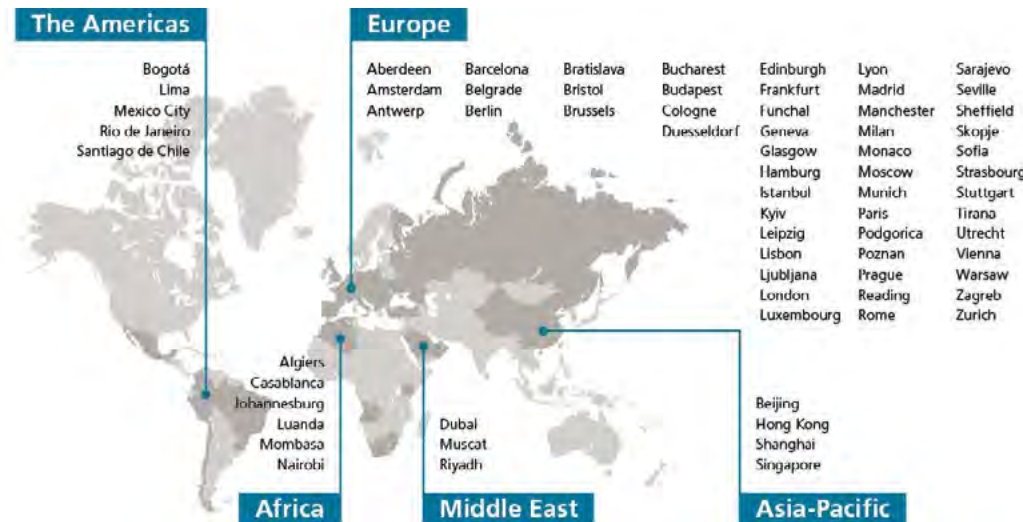 The Americas
Bogotá
Lima
Mexico City
Rio de Janeiro
Santiago de Chile
Europe
Aberdeen
Amsterdam
Antwerp
Barcelona
Belgrade
Berlin
Bratislava
Bristol
Brussels
Bucharest
Budapest
Cologne
Duesseldorf
Edinburgh
Frankfurt
Funchal
Geneva
Glasgow
Hamburg
Istanbul
Kyiv
Leipzig
Lisbon
Ljubljana
London
Luxembourg
Lyon
Madrid
Manchester
Milan
Monaco
Moscow
Munich
Paris
Podgorica
Poznan
Prague
Reading
Rome
Sarajevo
Seville
Sheffield
Skopje
Sofia
Strasbourg
Stuttgart
Tirana
Utrecht
Vienna
Warsaw
Zagreb
Zurich
Algiers
Casablanca
Johannesburg
Luanda
Mombasa
Nairobi
Africa
Dubai
Muscat
Riyadh
Middle East
Beijing
Hong Kong
Shanghai
Singapore
Asia-Pacific